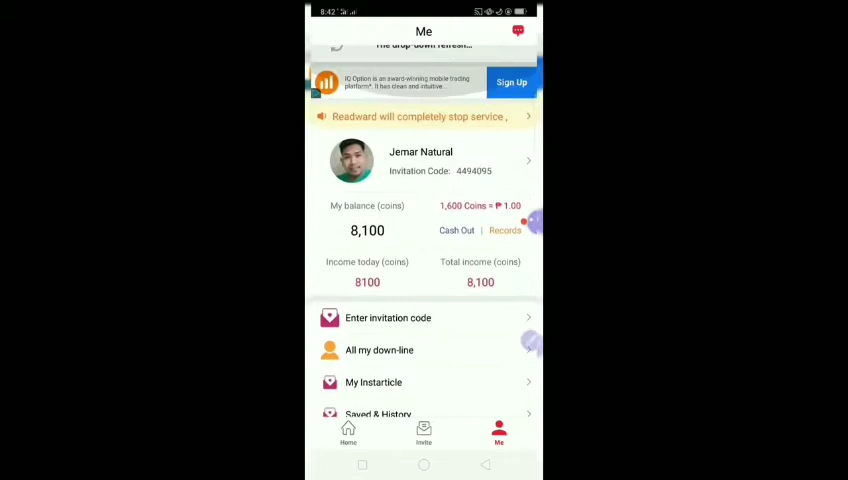 8:42
Me
The drop-down refresh...
IQ Option is an award-winning mobile trading
platform*. It has clean and intuitive...
Sign Up
Readward will completely stop service ,
Jemar Natural
Invitation Code: 4494095
My balance (coins)
1,600 Coins = ₱ 1.00
8,100
Cash Out | Records
Income today (coins)
Total income (coins)
8100
8,100
Enter invitation code
All my down-line
My Instarticle
Saved & History
Home
Invite
Me